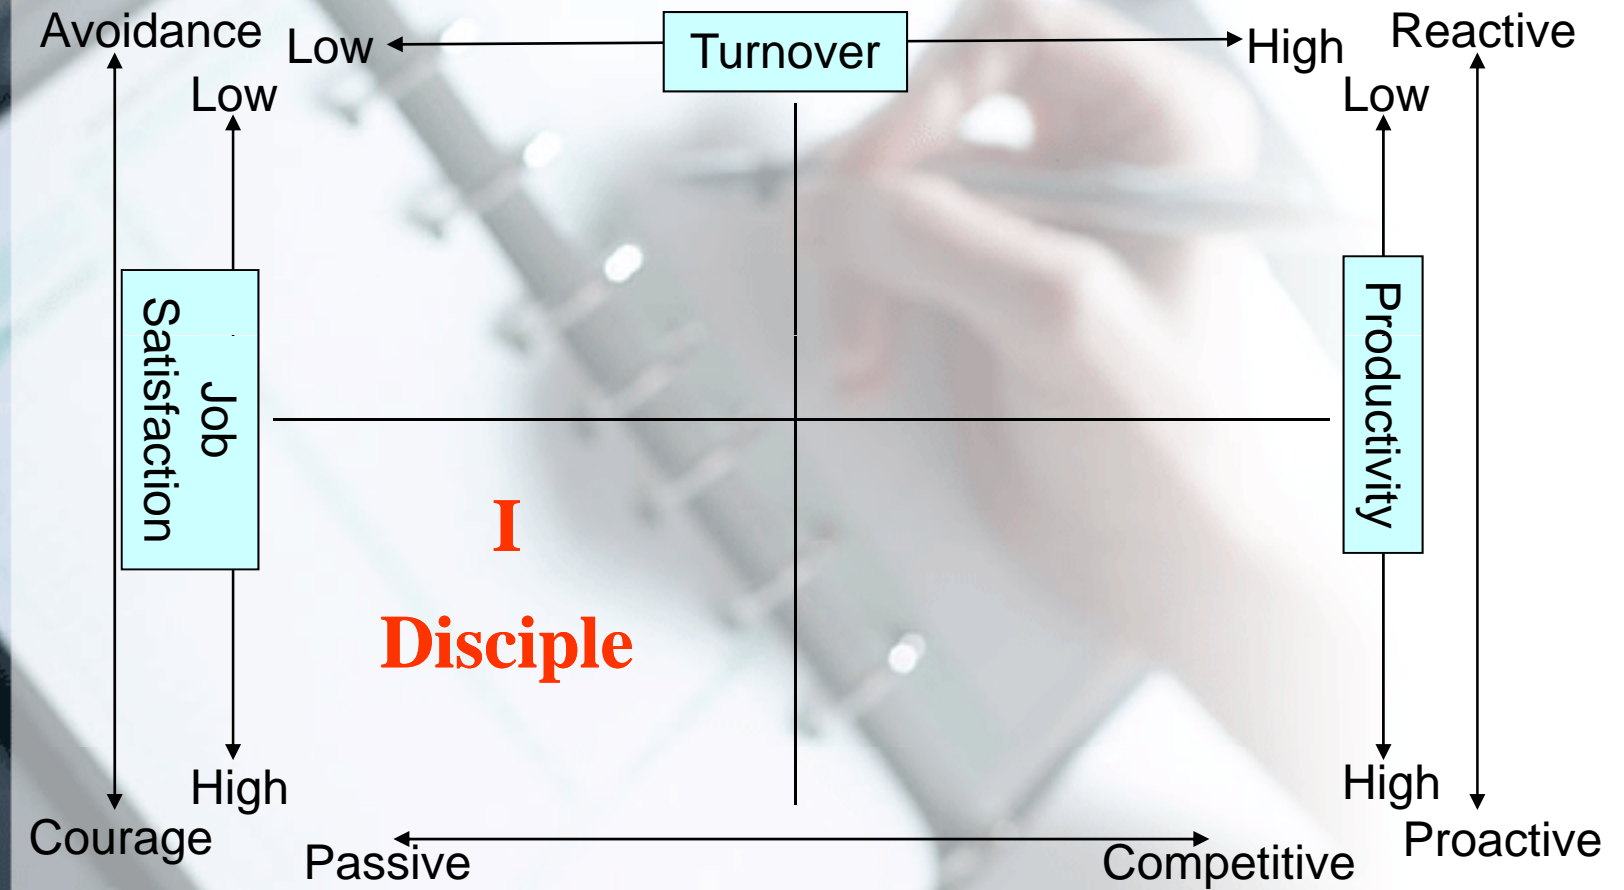 Avoidance
Low
Turnover
High
Reactive
Low
Low
Job
Satisfaction
Productivity
I
Disciple
High
High
Courage
Passive
Competitive
Proactive